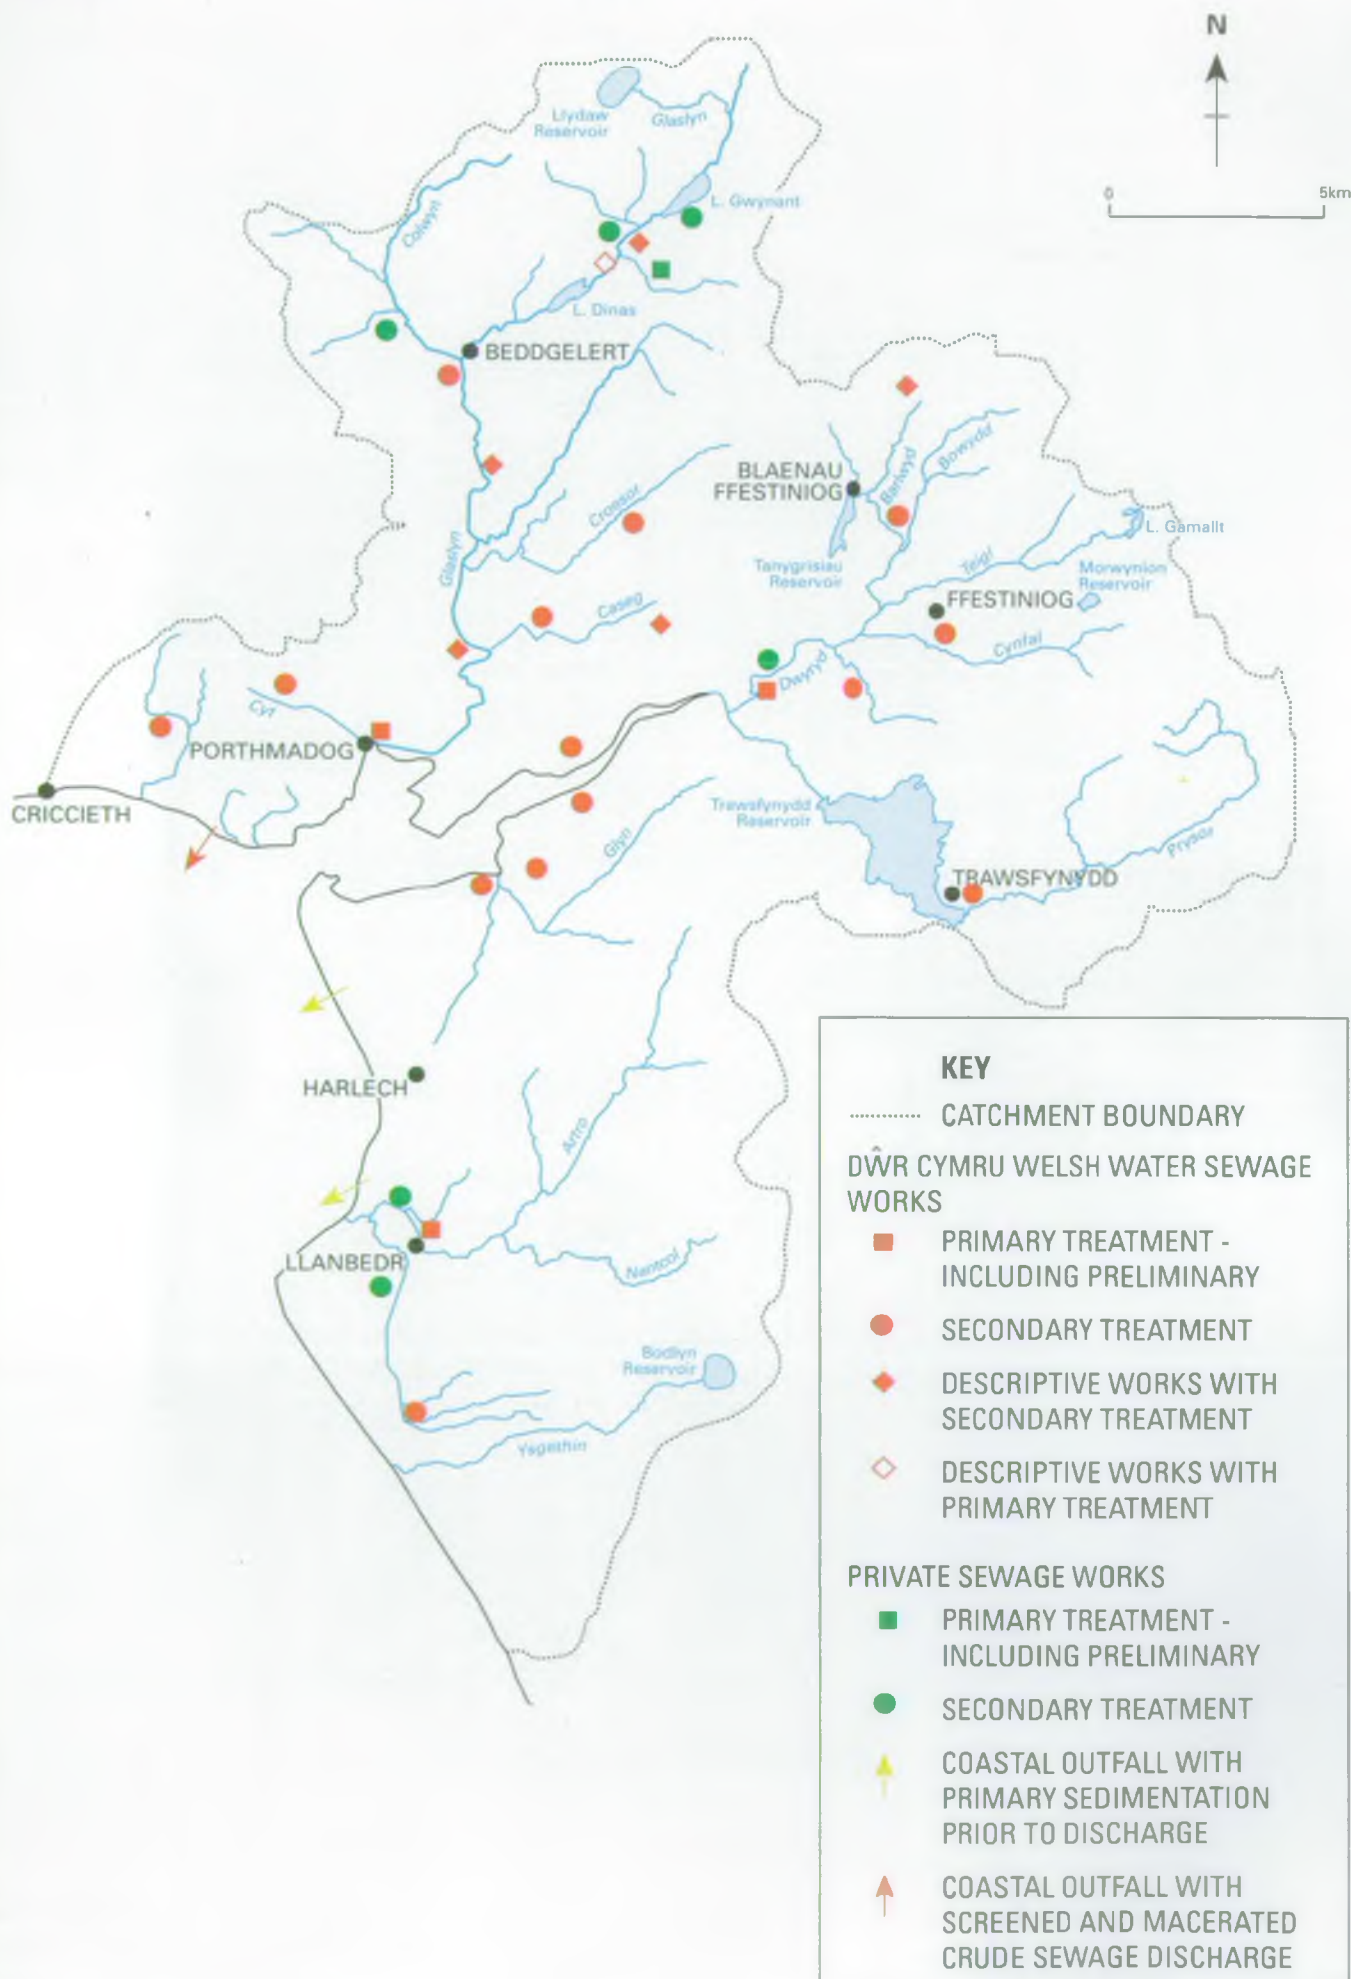 N
0 5km
Llydaw
Reservoir
Glaslyn
L. Gwynant
Colwyn
L. Dinas
BEDDGELERT
BLAENAU
FFESTINIOG
Barlwyd
Bowydd
Croesor
L. Gamallt
Glaslyn
Tanygrisiau
Reservoir
Teigl
Morwynion
Reservoir
FFESTINIOG
Caseg
Cynfal
Dwyryd
Cyt
PORTHMADOG
CRICCIETH
Trawsfynydd
Reservoir
Glyn
Prysor
TRAWSFYNYDD
HARLECH
Artro
LLANBEDR
Nantcol
Bodlyn
Reservoir
Ysgethin
KEY
CATCHMENT BOUNDARY
DŴR CYMRU WELSH WATER SEWAGE
WORKS
PRIMARY TREATMENT -
INCLUDING PRELIMINARY
SECONDARY TREATMENT
DESCRIPTIVE WORKS WITH
SECONDARY TREATMENT
DESCRIPTIVE WORKS WITH
PRIMARY TREATMENT
PRIVATE SEWAGE WORKS
PRIMARY TREATMENT -
INCLUDING PRELIMINARY
SECONDARY TREATMENT
COASTAL OUTFALL WITH
PRIMARY SEDIMENTATION
PRIOR TO DISCHARGE
COASTAL OUTFALL WITH
SCREENED AND MACERATED
CRUDE SEWAGE DISCHARGE